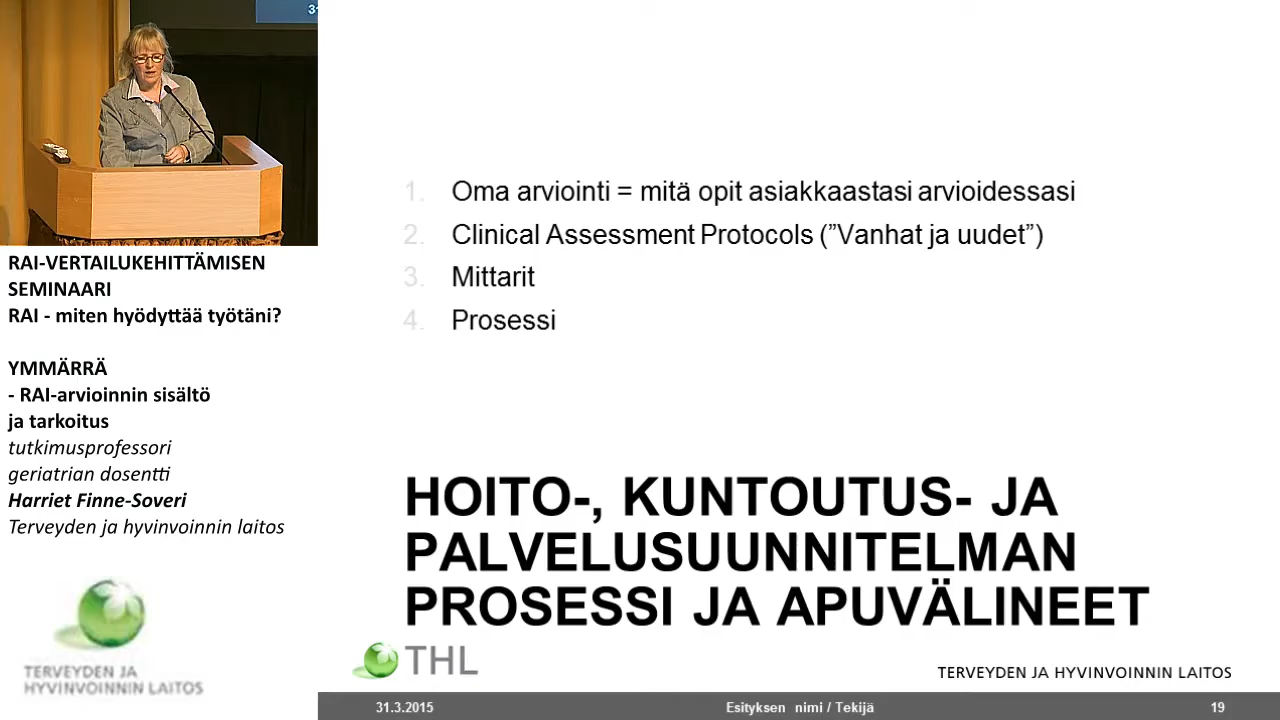 31
RAI-VERTAILUKEHITTÄMISEN
SEMINAARI
RAI - miten hyödyttää työtäni?
YMMÄRRÄ
- RAI-arvioinnin sisältö
ja tarkoitus
tutkimusprofessori
geriatrian dosentti
Harriet Finne-Soveri
Terveyden ja hyvinvoinnin laitos
TERVEYDEN JA
HYVINVOINNIN LAITOS
1. Oma arviointi = mitä opit asiakkaastasi arvioidessasi
2. Clinical Assessment Protocols (”Vanhat ja uudet”)
3. Mittarit
4. Prosessi
HOITO-, KUNTOUTUS- JA
PALVELUSUUNNITELMAN
PROSESSI JA APUVÄLINEET
THL
TERVEYDEN JA HYVINVOINNIN LAITOS
31.3.2015
Esityksen nimi / Tekijä
19